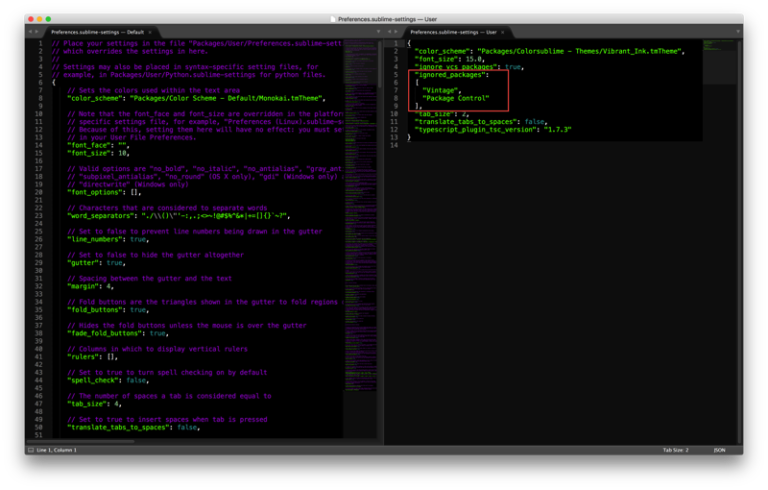 Preferences.sublime-settings — User
Preferences.sublime-settings — Default
1 // Place your settings in the file "Packages/User/Preferences.sublime-sett
2 // which overrides the settings in here.
3 //
4 // Settings may also be placed in syntax-specific setting files, for
5 // example, in Packages/User/Python.sublime-settings for python files.
6 {
7 // Sets the colors used within the text area
8 "color_scheme": "Packages/Color Scheme - Default/Monokai.tmTheme",
9
10 // Note that the font_face and font_size are overridden in the platfor
11 // specific settings file, for example, "Preferences (Linux).sublime-s
12 // Because of this, setting them here will have no effect: you must se
13 // in your User File Preferences.
14 "font_face": "",
15 "font_size": 10,
16
17 // Valid options are "no_bold", "no_italic", "no_antialias", "gray_ant
18 // "subpixel_antialias", "no_round" (OS X only), "gdi" (Windows only)
19 // "directwrite" (Windows only)
20 "font_options": [],
21
22 // Characters that are considered to separate words
23
24
25 // Set to false to prevent line numbers being drawn in the gutter
26 "line_numbers": true,
27
28 // Set to false to hide the gutter altogether
29 "gutter": true,
30
31 // Spacing between the gutter and the text
32 "margin": 4,
33
34 // Fold buttons are the triangles shown in the gutter to fold regions
35 "fold_buttons": true,
36
37 // Hides the fold buttons unless the mouse is over the gutter
38 "fade_fold_buttons": true,
39
40 // Columns in which to display vertical rulers
41 "rulers": [],
42
43 // Set to true to turn spell checking on by default
44 "spell_check": false,
45
46 // The number of spaces a tab is considered equal to
47 "tab_size": 4,
48
49 // Set to true to insert spaces when tab is pressed
50 "translate_tabs_to_spaces": false,
51
Preferences.sublime-settings — User
1 {
2 "color_scheme": "Packages/Colorsublime - Themes/Vibrant_Ink.tmTheme",
3 "font_size": 15.0,
4 "ignore_vcs_packages": true,
5 "ignored_packages":
6 [
7 "Vintage",
8 "Package Control"
9 ],
10 "tab_size": 2,
11 "translate_tabs_to_spaces": false,
12 "typescript_plugin_tsc_version": "1.7.3"
13 }
14
Line 1, Column 1
Tab Size: 2
JSON